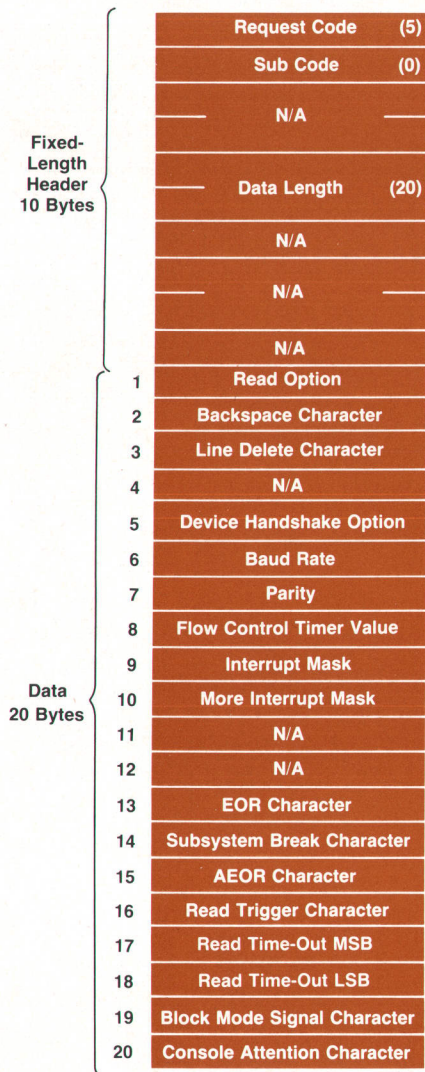 Request Code (5)
Sub Code (0)
N/A
Fixed-
Length
Header
10 Bytes
Data Length (20)
N/A
N/A
N/A
1 Read Option
2 Backspace Character
3 Line Delete Character
4 N/A
5 Device Handshake Option
6 Baud Rate
7 Parity
8 Flow Control Timer Value
9 Interrupt Mask
Data
20 Bytes
10 More Interrupt Mask
11 N/A
12 N/A
13 EOR Character
14 Subsystem Break Character
15 AEOR Character
16 Read Trigger Character
17 Read Time-Out MSB
18 Read Time-Out LSB
19 Block Mode Signal Character
20 Console Attention Character